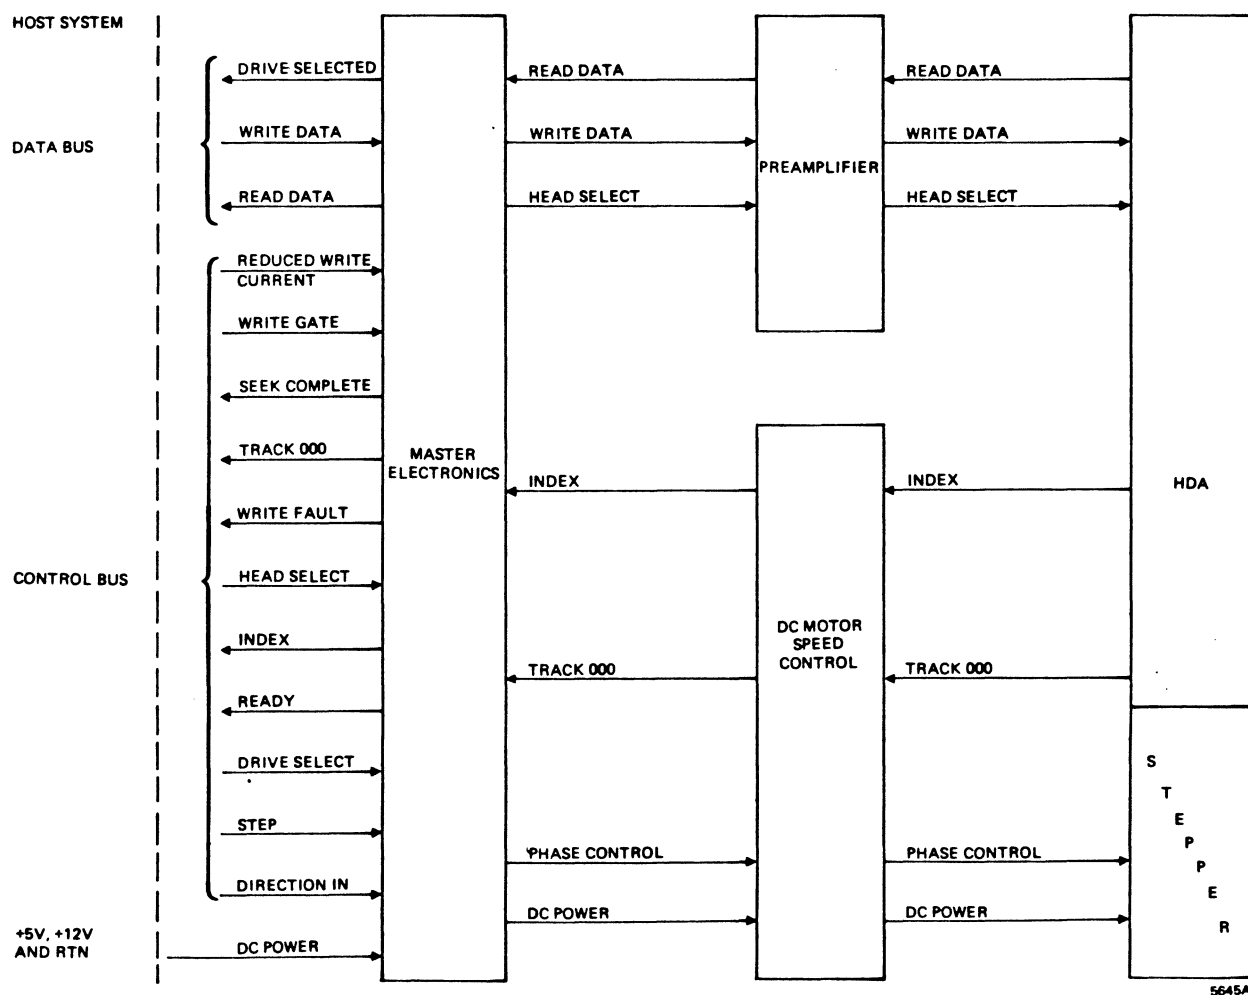 HOST SYSTEM
DRIVE SELECTED
READ DATA
READ DATA
DATA BUS
WRITE DATA
WRITE DATA
WRITE DATA
PREAMPLIFIER
READ DATA
HEAD SELECT
HEAD SELECT
REDUCED WRITE
CURRENT
WRITE GATE
SEEK COMPLETE
TRACK 000
MASTER
ELECTRONICS
INDEX
INDEX
HDA
WRITE FAULT
CONTROL BUS
HEAD SELECT
INDEX
DC MOTOR
SPEED
CONTROL
TRACK 000
TRACK 000
READY
DRIVE SELECT
STEP
STEPPER
PHASE CONTROL
PHASE CONTROL
DIRECTION IN
DC POWER
DC POWER
+5V, +12V
AND RTN
DC POWER
5645A